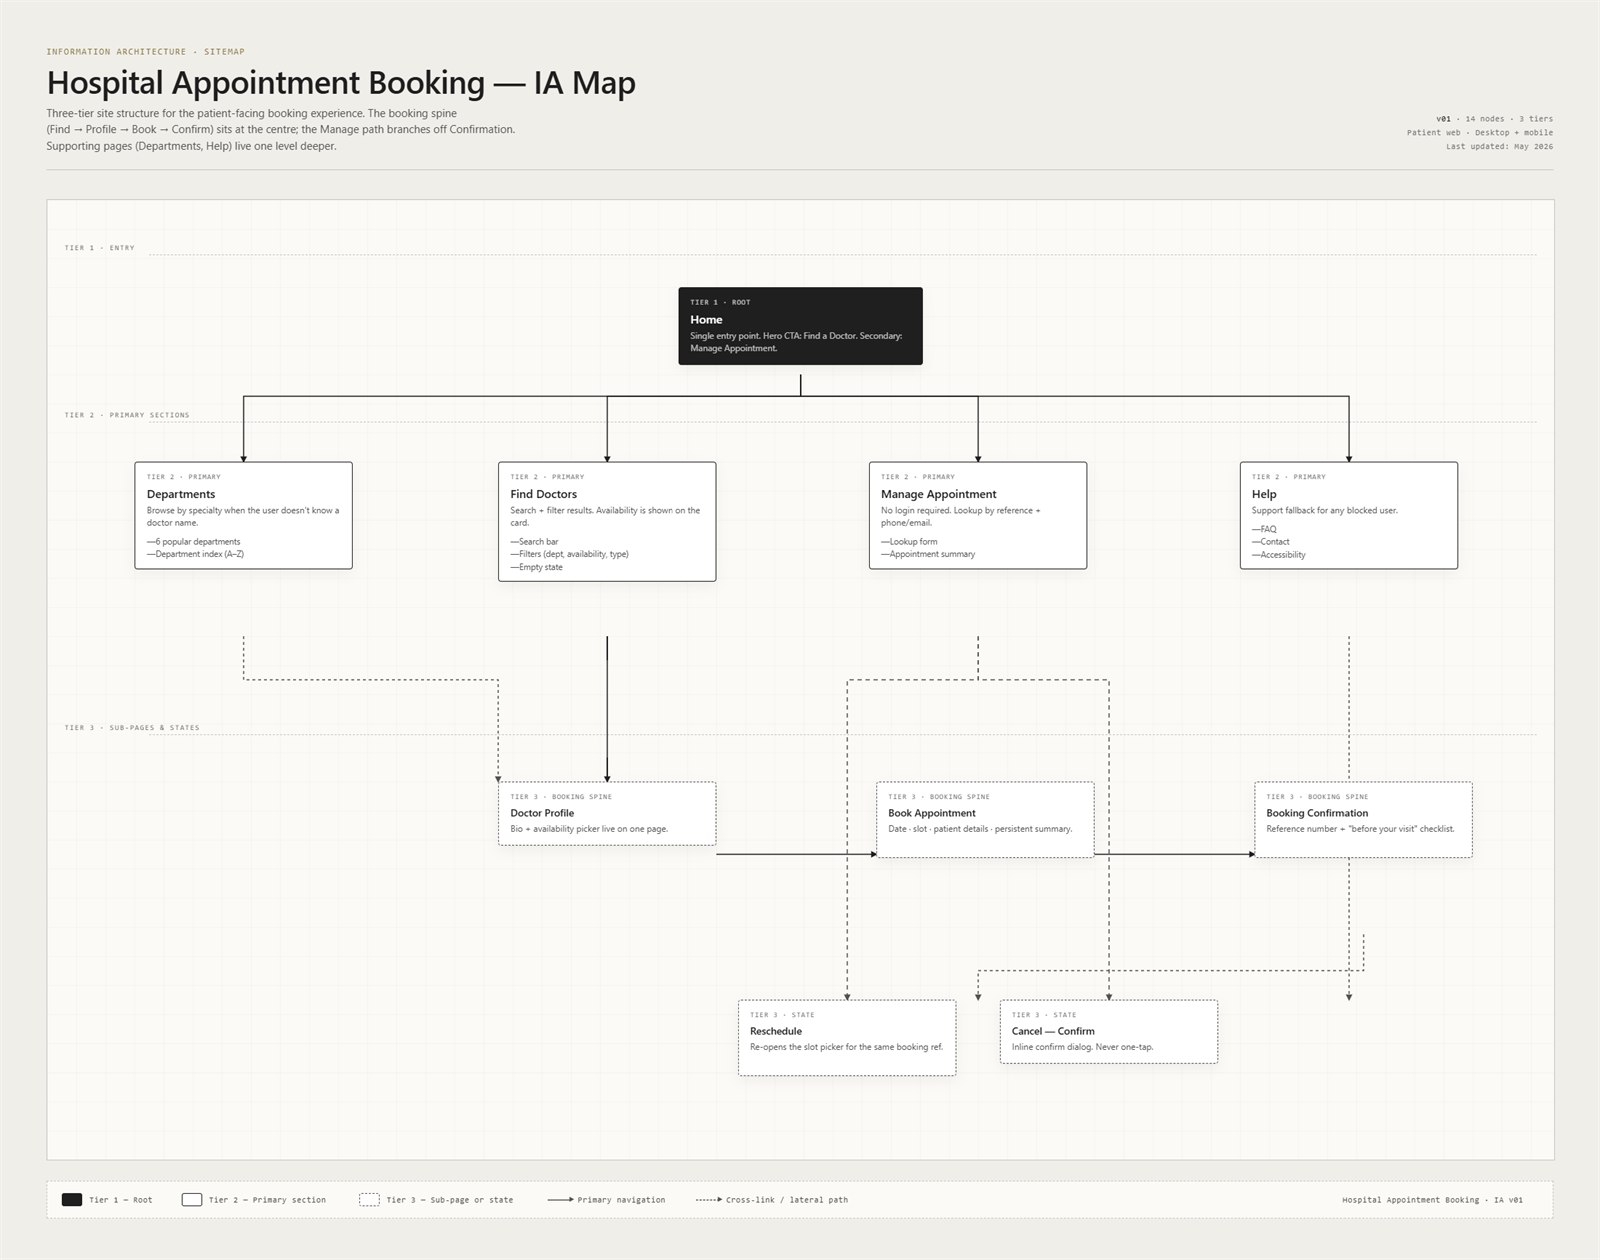 INFORMATION ARCHITECTURE · SITEMAP
Hospital Appointment Booking — IA Map
Three-tier site structure for the patient-facing booking experience. The booking spine
(Find → Profile → Book → Confirm) sits at the centre; the Manage path branches off Confirmation.
Supporting pages (Departments, Help) live one level deeper.
v01 · 14 nodes · 3 tiers
Patient web · Desktop + mobile
Last updated: May 2026
TIER 1 · ENTRY
TIER 1 · ROOT
Home
Single entry point. Hero CTA: Find a Doctor. Secondary:
Manage Appointment.
TIER 2 · PRIMARY SECTIONS
TIER 2 · PRIMARY
Departments
Browse by specialty when the user doesn't know a
doctor name.
—6 popular departments
—Department index (A–Z)
TIER 2 · PRIMARY
Find Doctors
Search + filter results. Availability is shown on the
card.
—Search bar
—Filters (dept, availability, type)
—Empty state
TIER 2 · PRIMARY
Manage Appointment
No login required. Lookup by reference +
phone/email.
—Lookup form
—Appointment summary
TIER 2 · PRIMARY
Help
Support fallback for any blocked user.
—FAQ
—Contact
—Accessibility
TIER 3 · SUB-PAGES & STATES
TIER 3 · BOOKING SPINE
Doctor Profile
Bio + availability picker live on one page.
TIER 3 · BOOKING SPINE
Book Appointment
Date · slot · patient details · persistent summary.
TIER 3 · BOOKING SPINE
Booking Confirmation
Reference number + "before your visit" checklist.
TIER 3 · STATE
Reschedule
Re-opens the slot picker for the same booking ref.
TIER 3 · STATE
Cancel — Confirm
Inline confirm dialog. Never one-tap.
Tier 1 — Root
Tier 2 — Primary section
Tier 3 — Sub-page or state
Primary navigation
Cross-link / lateral path
Hospital Appointment Booking · IA v01